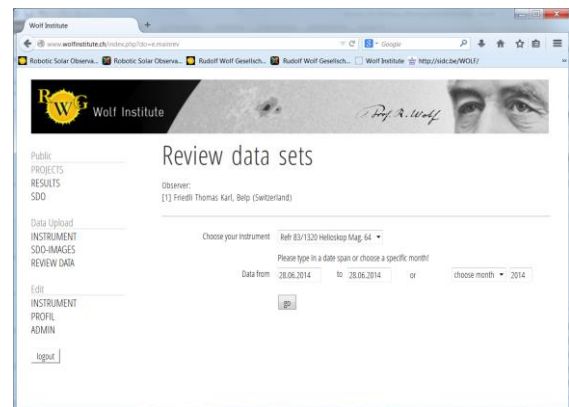 Wolf Institute
www.wolfinstitute.ch/index.php?do=e.mamrev
Google
Robotic Solar Observa... Robotic Solar Observa... Rudolf Wolf Gesellsch... Rudolf Wolf Gesellsch... Wolf Institute http://sidc.be/WOLF/
RWG Wolf Institute Prof. R. Wolf
Review data sets
Public
PROJECTS
RESULTS
SDO
Observer:
[1] Friedli Thomas Karl, Belp (Switzerland)
Data Upload
INSTRUMENT
SDO-IMAGES
REVIEW DATA
Choose your instrument Refr 83/1320 Helioskop Mag. 64
Please type in a date span or choose a specific month!
Data from 28.06.2014 to 28.06.2014 or choose month 2014
go
Edit
INSTRUMENT
PROFIL
ADMIN
logout